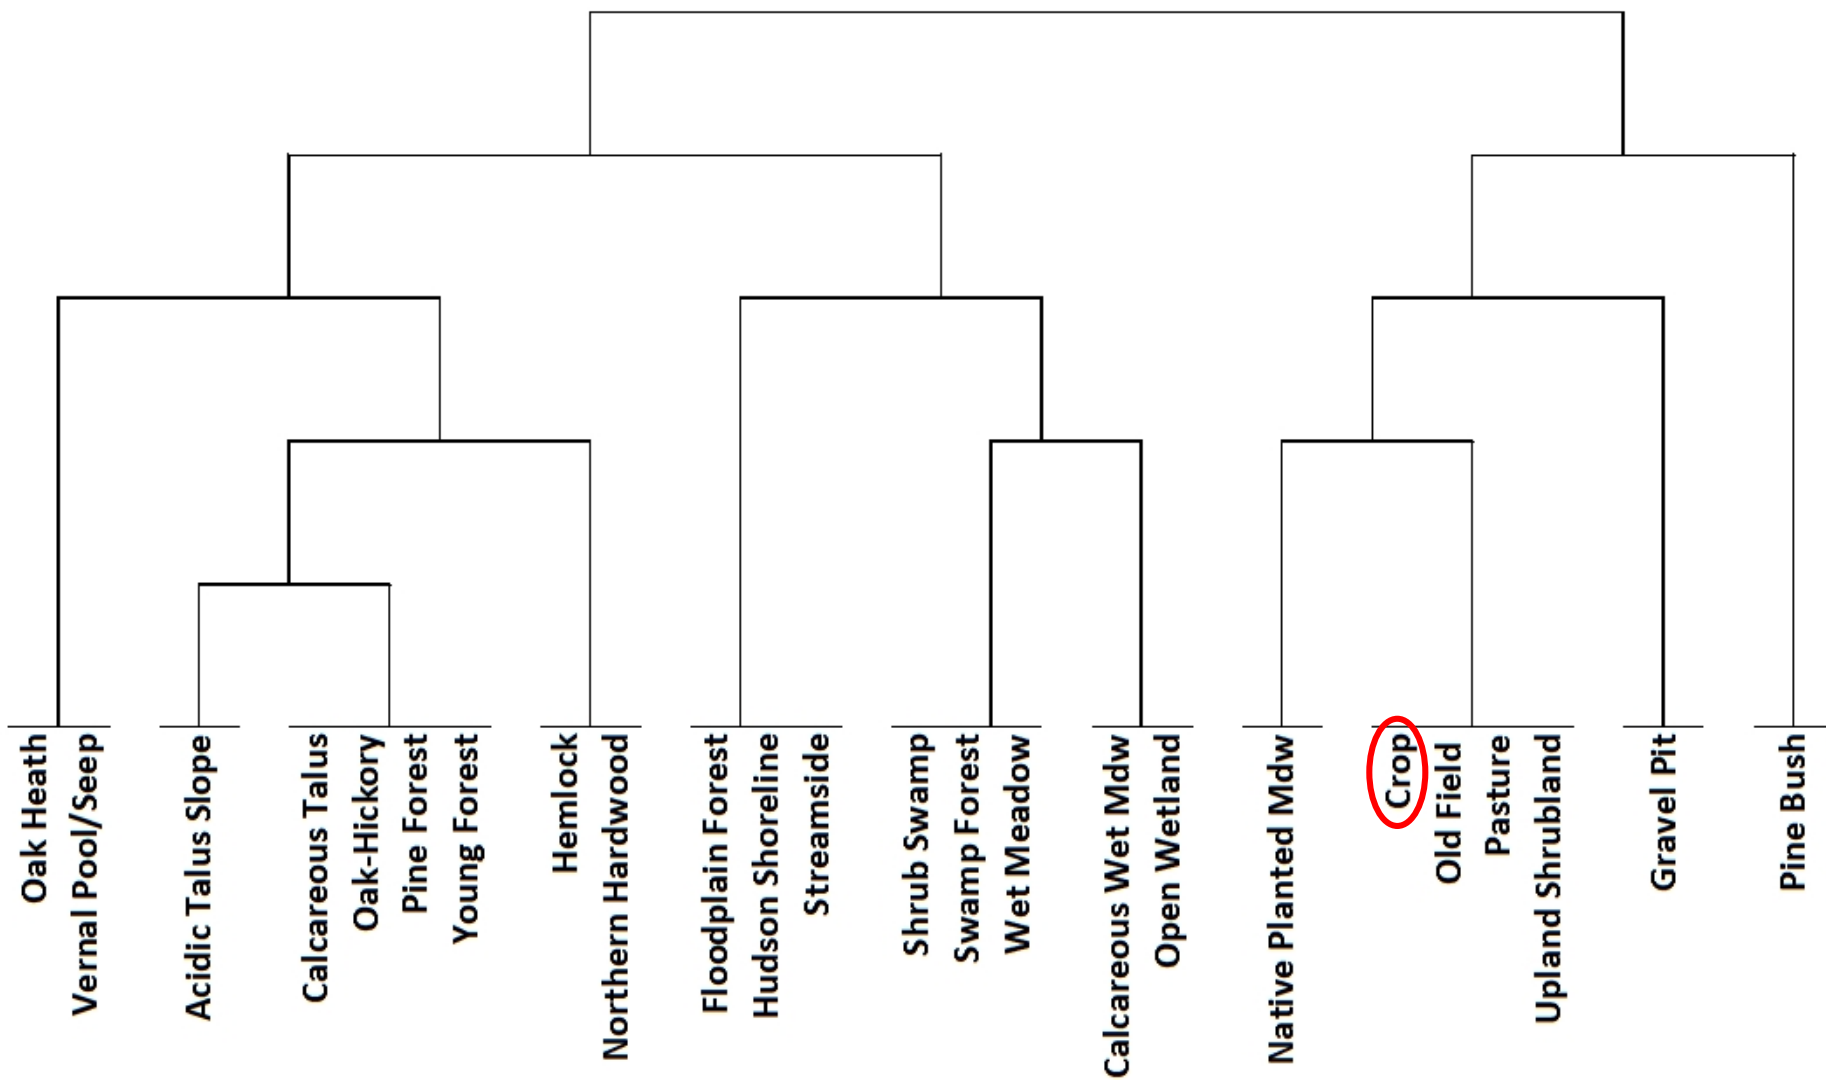 Oak Heath
Vernal Pool/Seep
Acidic Talus Slope
Calcareous Talus
Oak-Hickory
Pine Forest
Young Forest
Hemlock
Northern Hardwood
Floodplain Forest
Hudson Shoreline
Streamside
Shrub Swamp
Swamp Forest
Wet Meadow
Calcareous Wet Mdw
Open Wetland
Native Planted Mdw
Crop
Old Field
Pasture
Upland Shrubland
Gravel Pit
Pine Bush